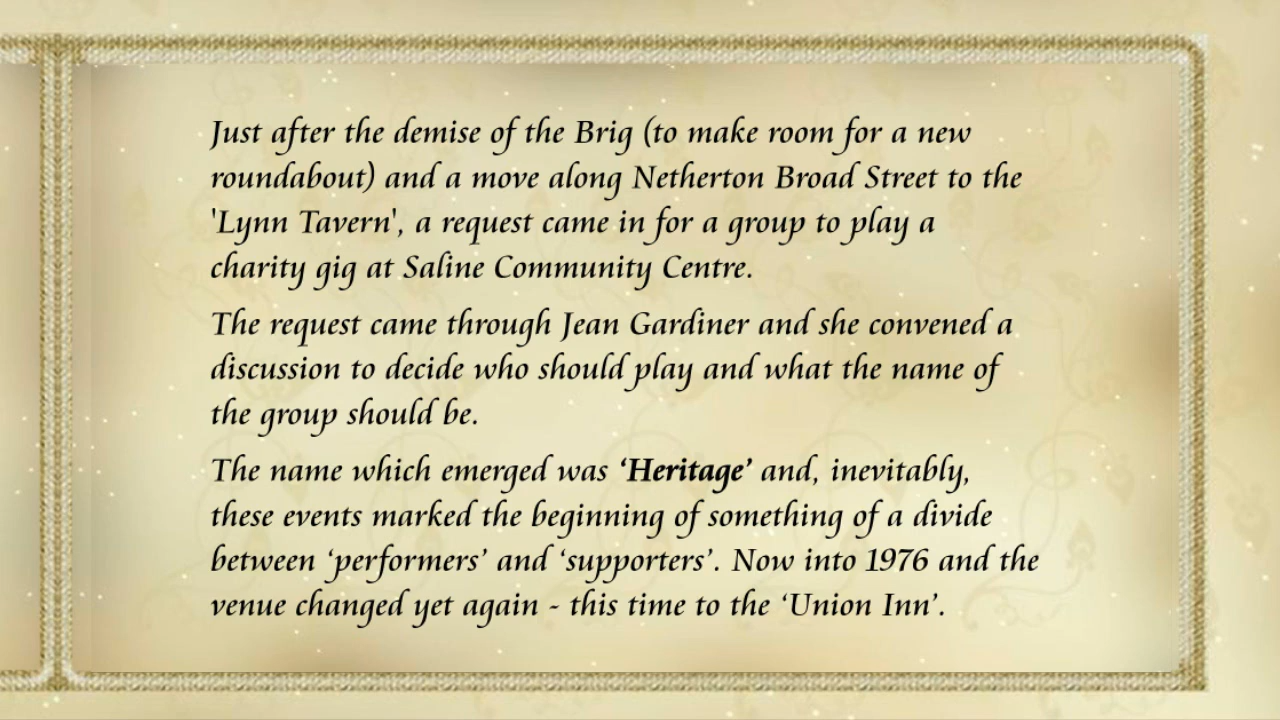 Just after the demise of the Brig (to make room for a new
roundabout) and a move along Netherton Broad Street to the
'Lynn Tavern', a request came in for a group to play a
charity gig at Saline Community Centre.
The request came through Jean Gardiner and she convened a
discussion to decide who should play and what the name of
the group should be.
The name which emerged was ‘Heritage’ and, inevitably,
these events marked the beginning of something of a divide
between ‘performers’ and ‘supporters’. Now into 1976 and the
venue changed yet again - this time to the ‘Union Inn’.